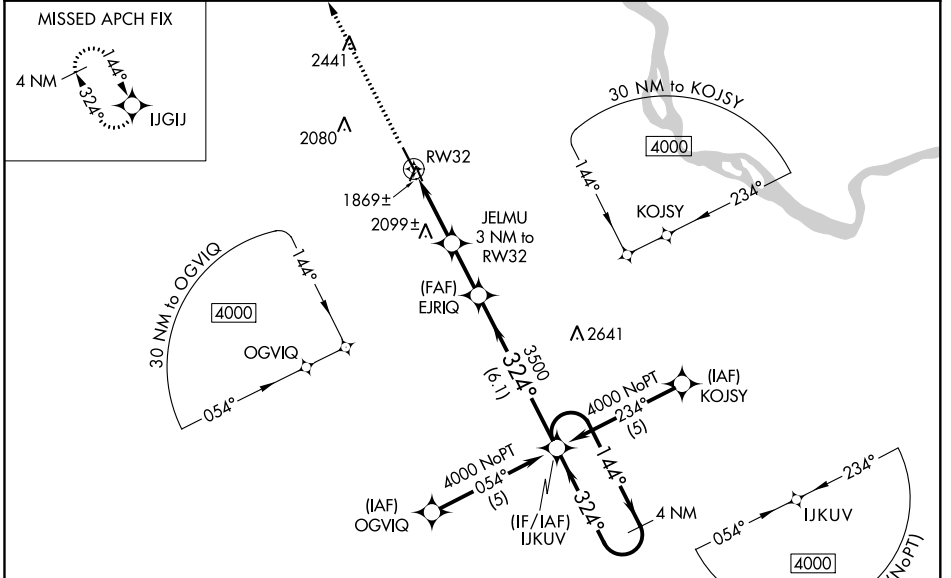 MISSED APCH FIX
4 NM
144°
324°
IJGIJ
2441
2080
RW32
1869±
2099±
JELMU
3 NM to
RW32
(FAF)
EJRIQ
2641
30 NM to KOJSY
4000
144°
234°
KOJSY
30 NM to OGVIQ
4000
144°
OGVIQ
054°
3500
324°
(6.1)
4000 NoPT
234°
(5)
(IAF)
KOJSY
4000 NoPT
054°
(5)
(IAF)
OGVIQ
(IF/IAF)
IJKUV
144°
324°
4 NM
234°
054°
IJKUV
4000
(NoPT)